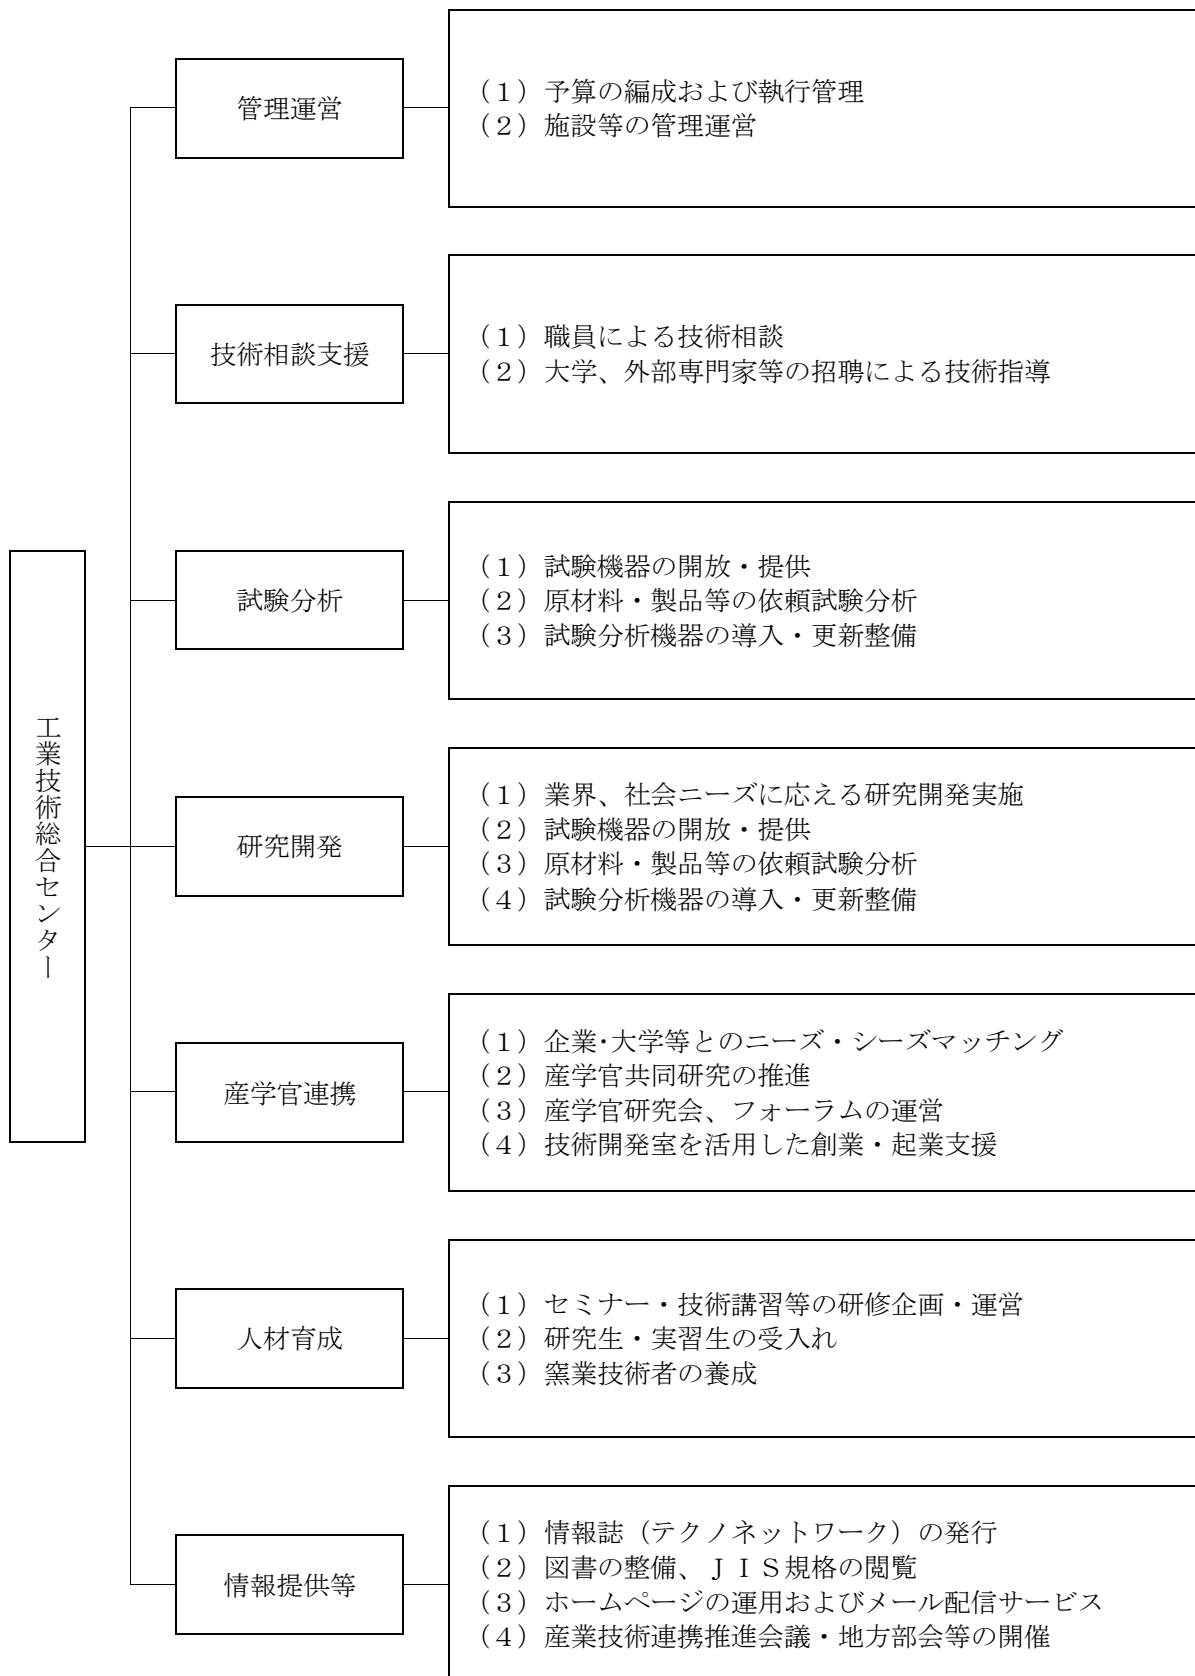 工業技術総合センター
管理運営
（１）予算の編成および執行管理
（２）施設等の管理運営
技術相談支援
（１）職員による技術相談
（２）大学、外部専門家等の招聘による技術指導
試験分析
（１）試験機器の開放・提供
（２）原材料・製品等の依頼試験分析
（３）試験分析機器の導入・更新整備
研究開発
（１）業界、社会ニーズに応える研究開発実施
（２）試験機器の開放・提供
（３）原材料・製品等の依頼試験分析
（４）試験分析機器の導入・更新整備
産学官連携
（１）企業･大学等とのニーズ・シーズマッチング
（２）産学官共同研究の推進
（３）産学官研究会、フォーラムの運営
（４）技術開発室を活用した創業・起業支援
人材育成
（１）セミナー・技術講習等の研修企画・運営
（２）研究生・実習生の受入れ
（３）窯業技術者の養成
情報提供等
（１）情報誌（テクノネットワーク）の発行
（２）図書の整備、ＪＩＳ規格の閲覧
（３）ホームページの運用およびメール配信サービス
（４）産業技術連携推進会議・地方部会等の開催